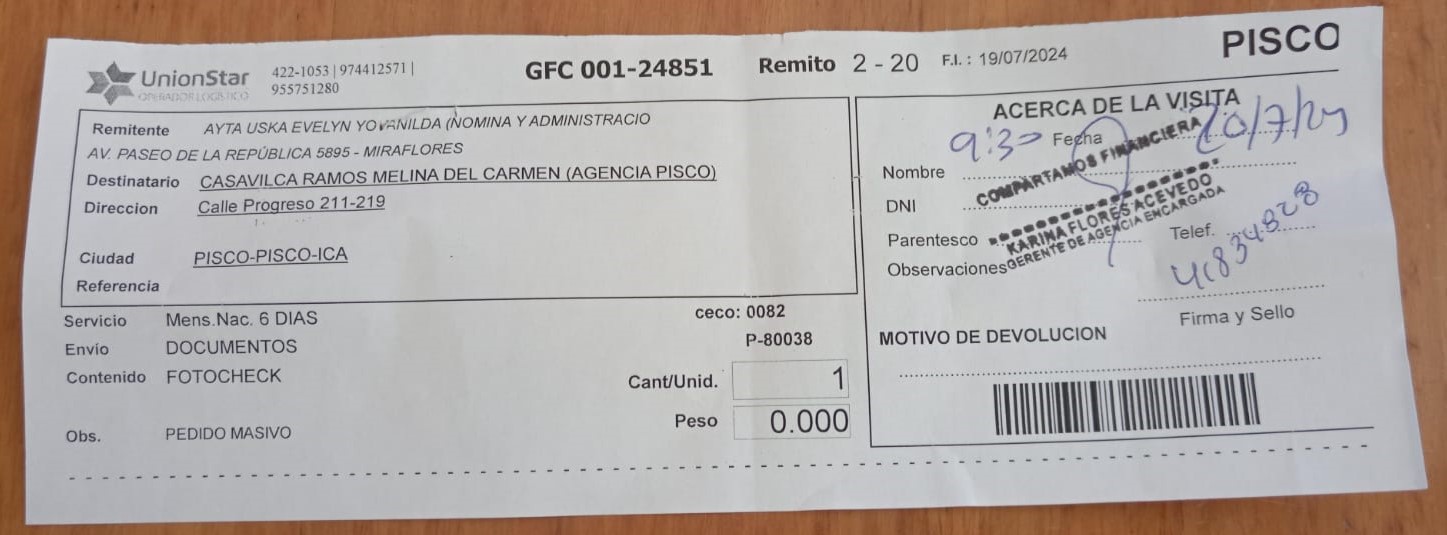 UnionStar
OPERADOR LOGISTICO
422-1053 | 974412571 |
955751280
GFC 001-24851
Remito 2 - 20
F.I. : 19/07/2024
PISCO
Remitente AYTA USKA EVELYN YOVANILDA (NOMINA Y ADMINISTRACIO
AV. PASEO DE LA REPÚBLICA 5895 - MIRAFLORES
Destinatario CASAVILCA RAMOS MELINA DEL CARMEN (AGENCIA PISCO)
Direccion Calle Progreso 211-219
Ciudad PISCO-PISCO-ICA
Referencia
Servicio Mens.Nac. 6 DIAS
Envío DOCUMENTOS
Contenido FOTOCHECK
Obs. PEDIDO MASIVO
ceco: 0082
P-80038
Cant/Unid. 1
Peso 0.000
ACERCA DE LA VISITA
9:30 Fecha 20/7/24
Nombre
DNI
Parentesco
Telef.
Observaciones
COMPARTAMOS FINANCIERA
KARINA FLORES ACEVEDO
GERENTE DE AGENCIA ENCARGADA
41834828
Firma y Sello
MOTIVO DE DEVOLUCION